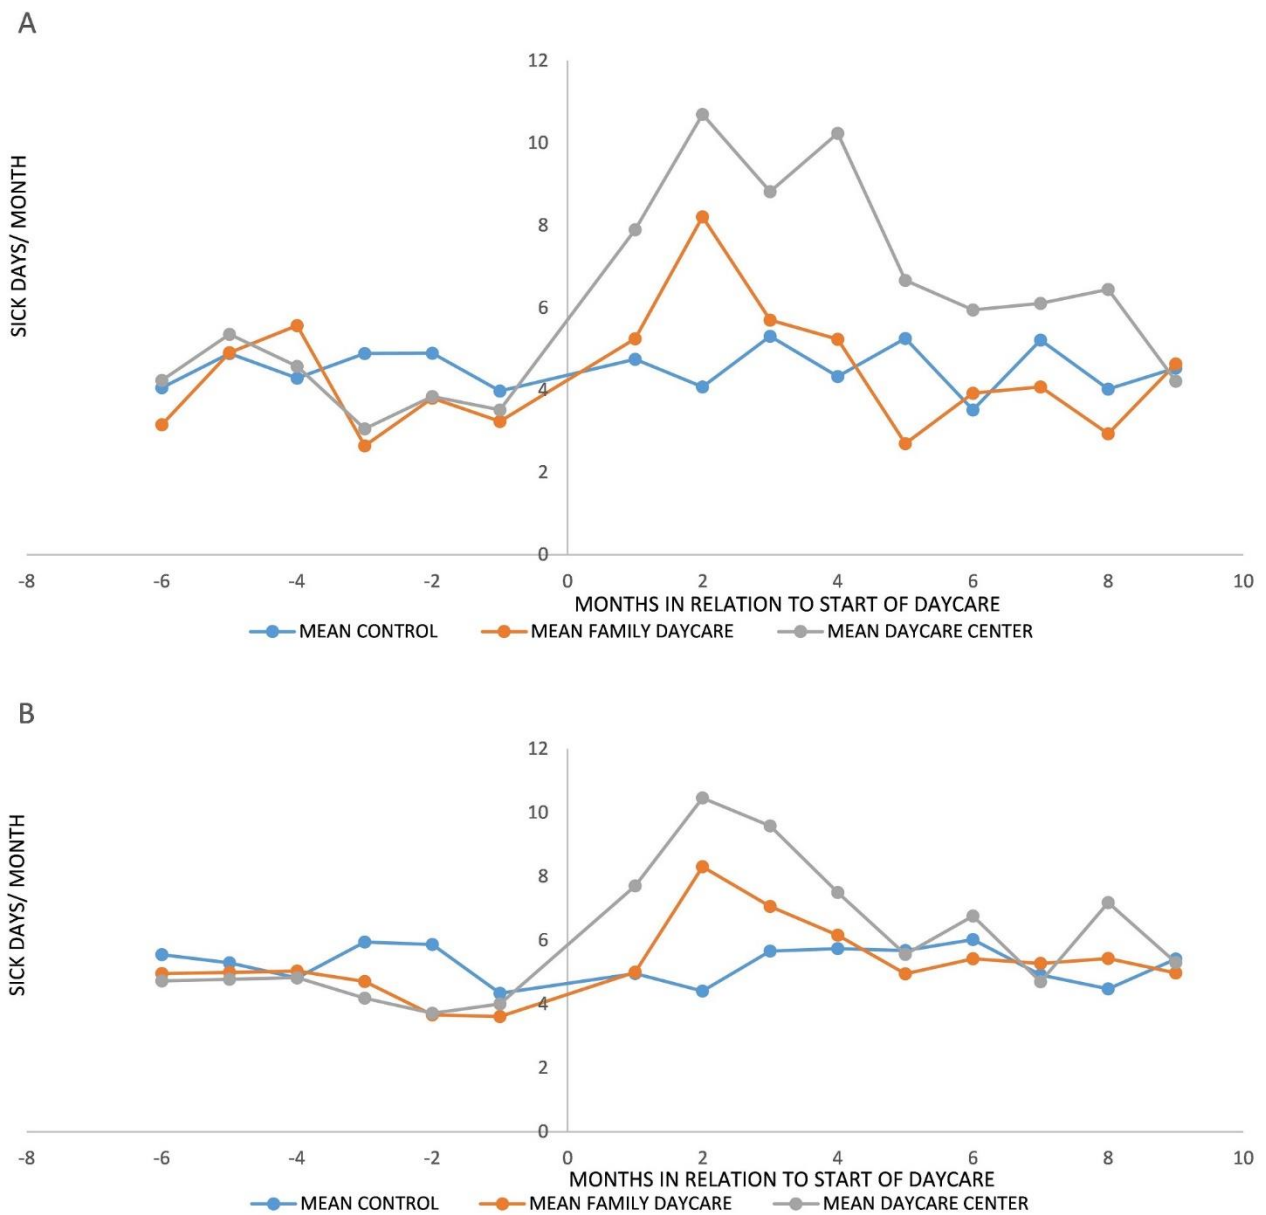 A
12
10
8
6
4
2
0
SICK DAYS/ MONTH
-8 -6 -4 -2 0 2 4 6 8 10
MONTHS IN RELATION TO START OF DAYCARE
MEAN CONTROL MEAN FAMILY DAYCARE MEAN DAYCARE CENTER
B
12
10
8
6
4
2
0
SICK DAYS/ MONTH
-8 -6 -4 -2 0 2 4 6 8 10
MONTHS IN RELATION TO START OF DAYCARE
MEAN CONTROL MEAN FAMILY DAYCARE MEAN DAYCARE CENTER